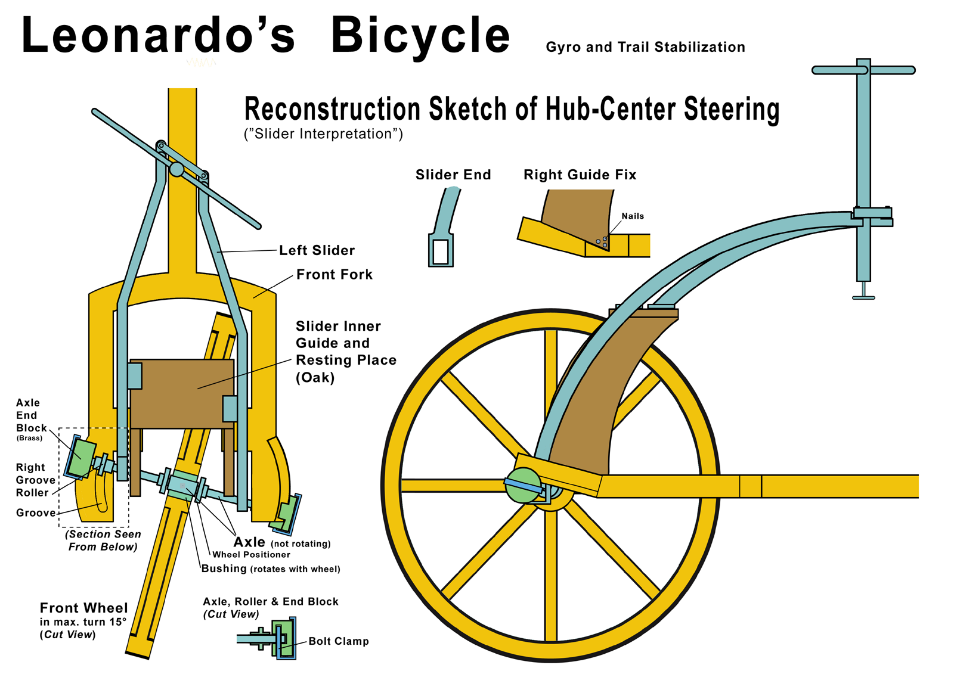 Leonardo’s Bicycle
Gyro and Trail Stabilization
Reconstruction Sketch of Hub-Center Steering
(”Slider Interpretation”)
Slider End
Right Guide Fix
Nails
Left Slider
Front Fork
Slider Inner
Guide and
Resting Place
(Oak)
Axle
End
Block
(Brass)
Right
Groove
Roller
Groove
(Section Seen
From Below)
Axle (not rotating)
Wheel Positioner
Bushing (rotates with wheel)
Front Wheel
in max. turn 15°
(Cut View)
Axle, Roller & End Block
(Cut View)
Bolt Clamp